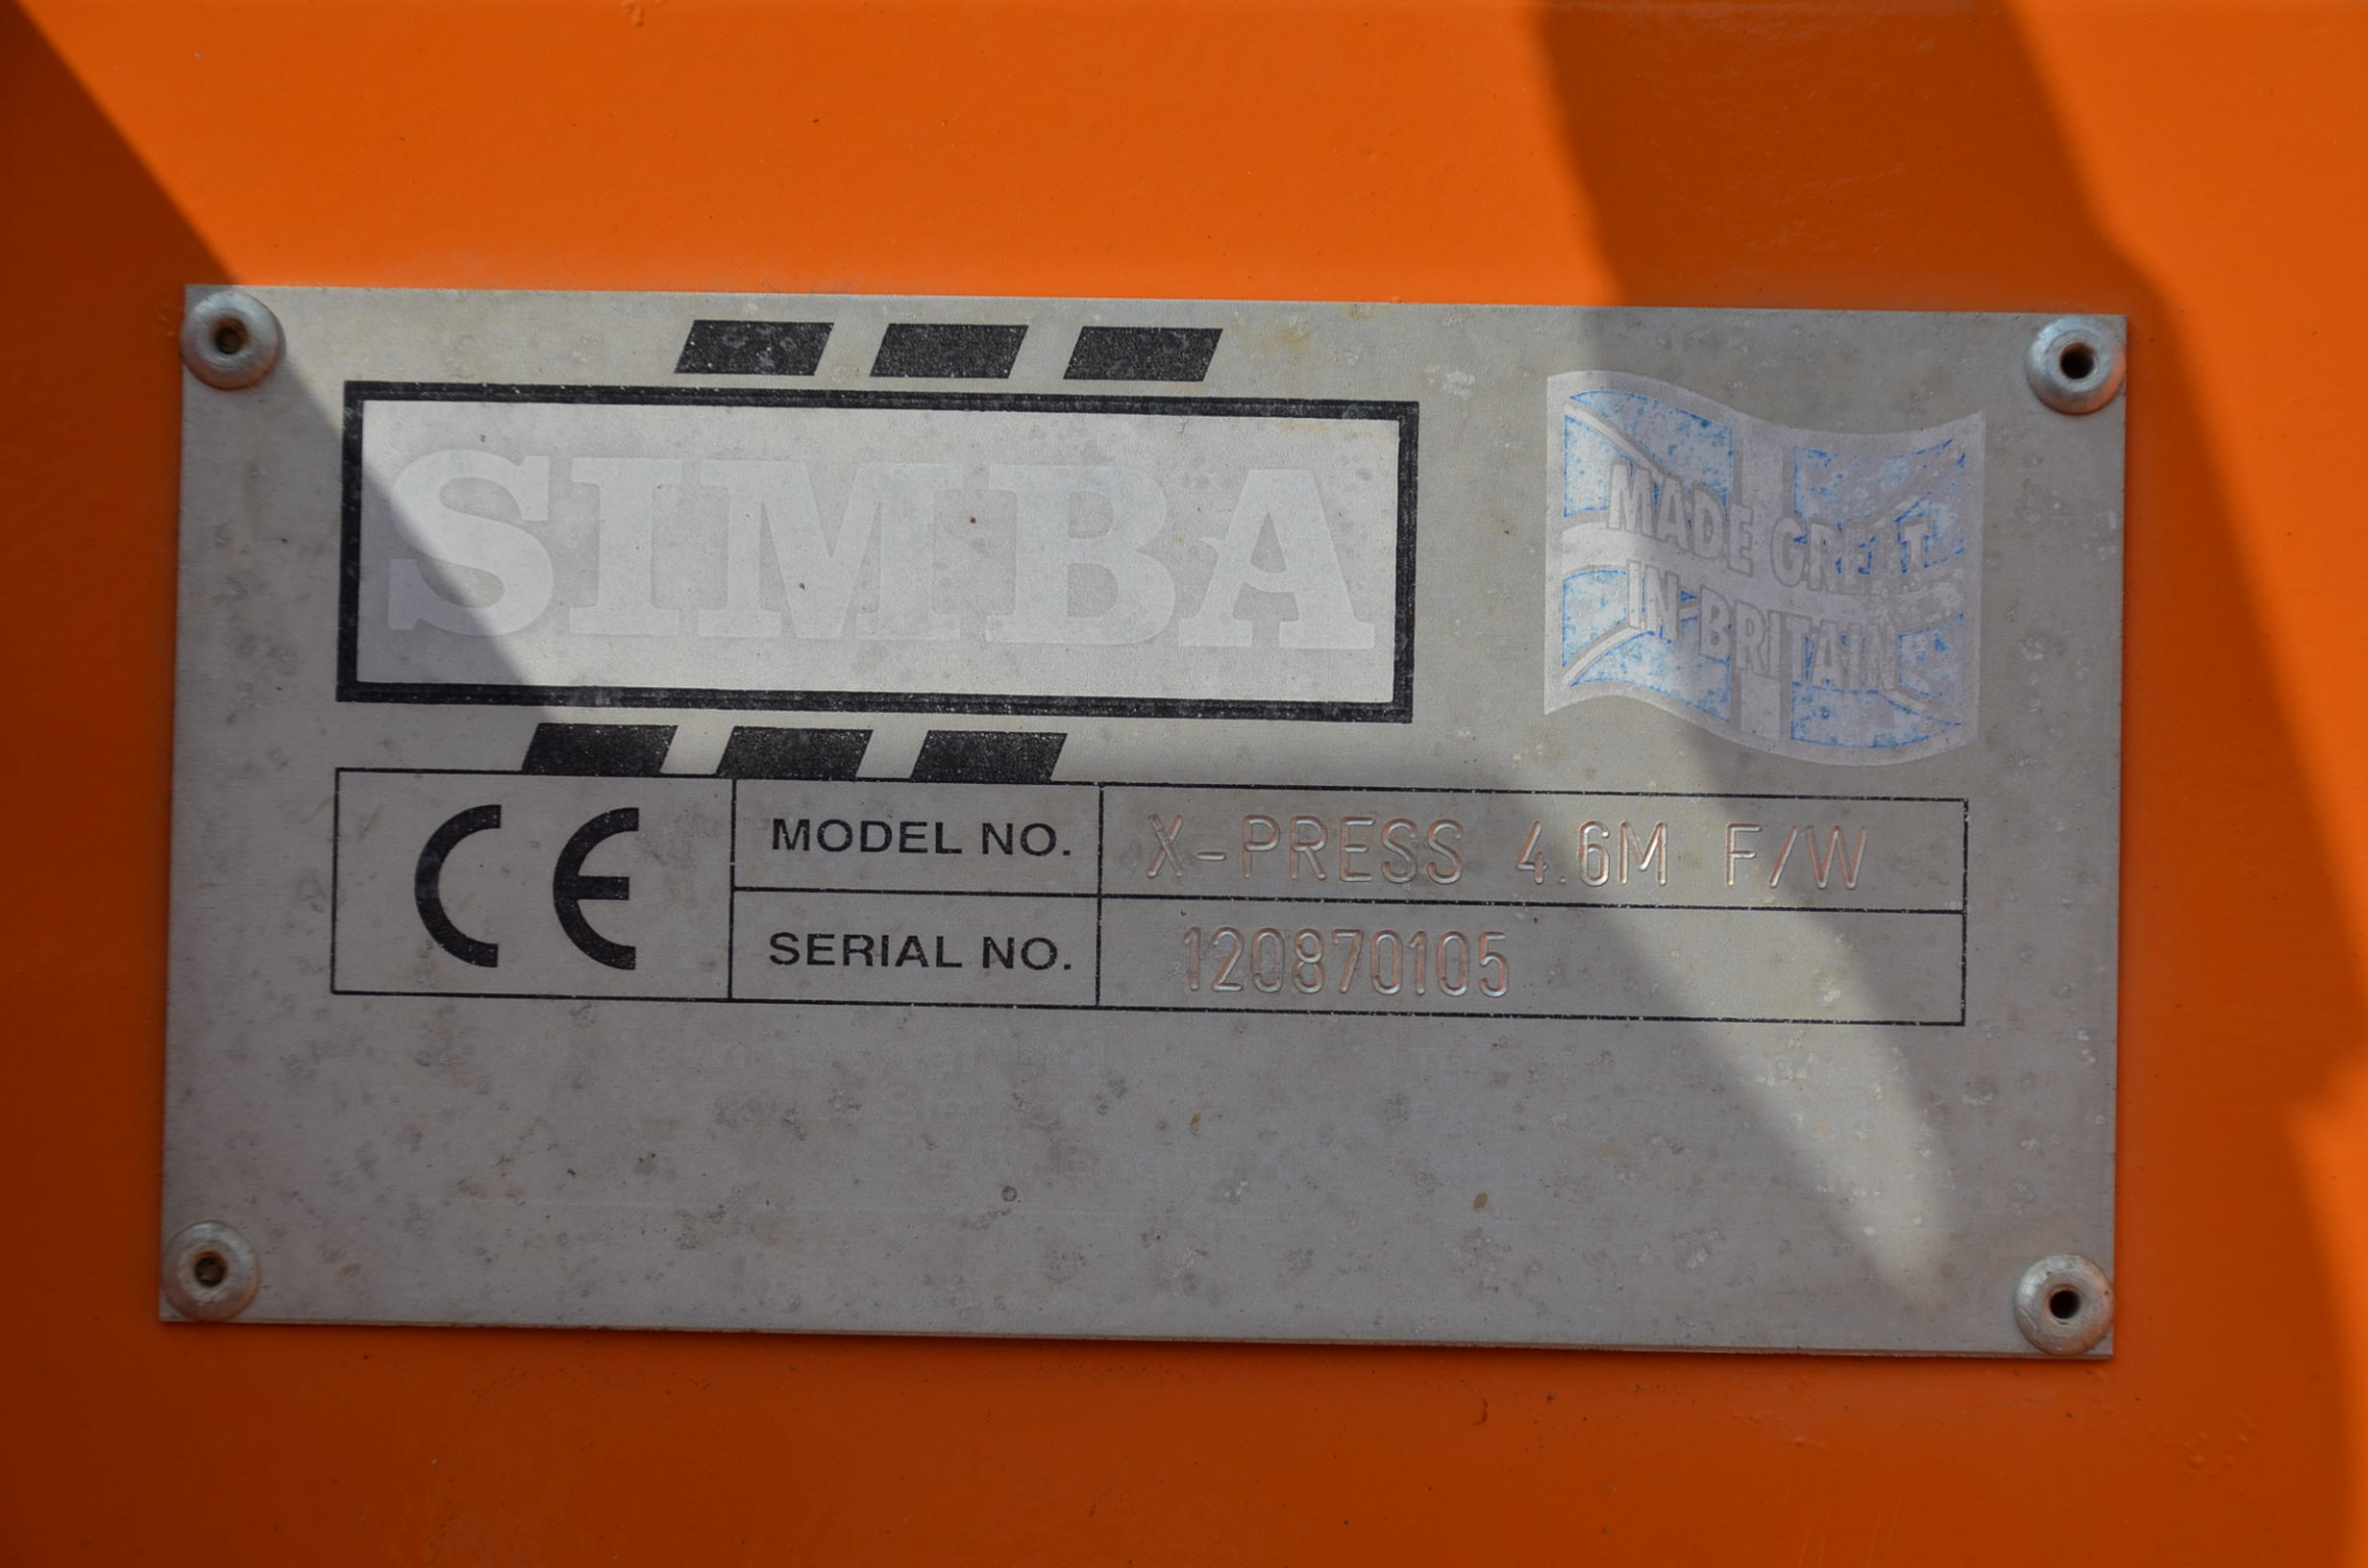 SIMBA
MADE GREAT
IN BRITAIN
CE
MODEL NO.
X-PRESS 4.6M F/W
SERIAL NO.
120870105